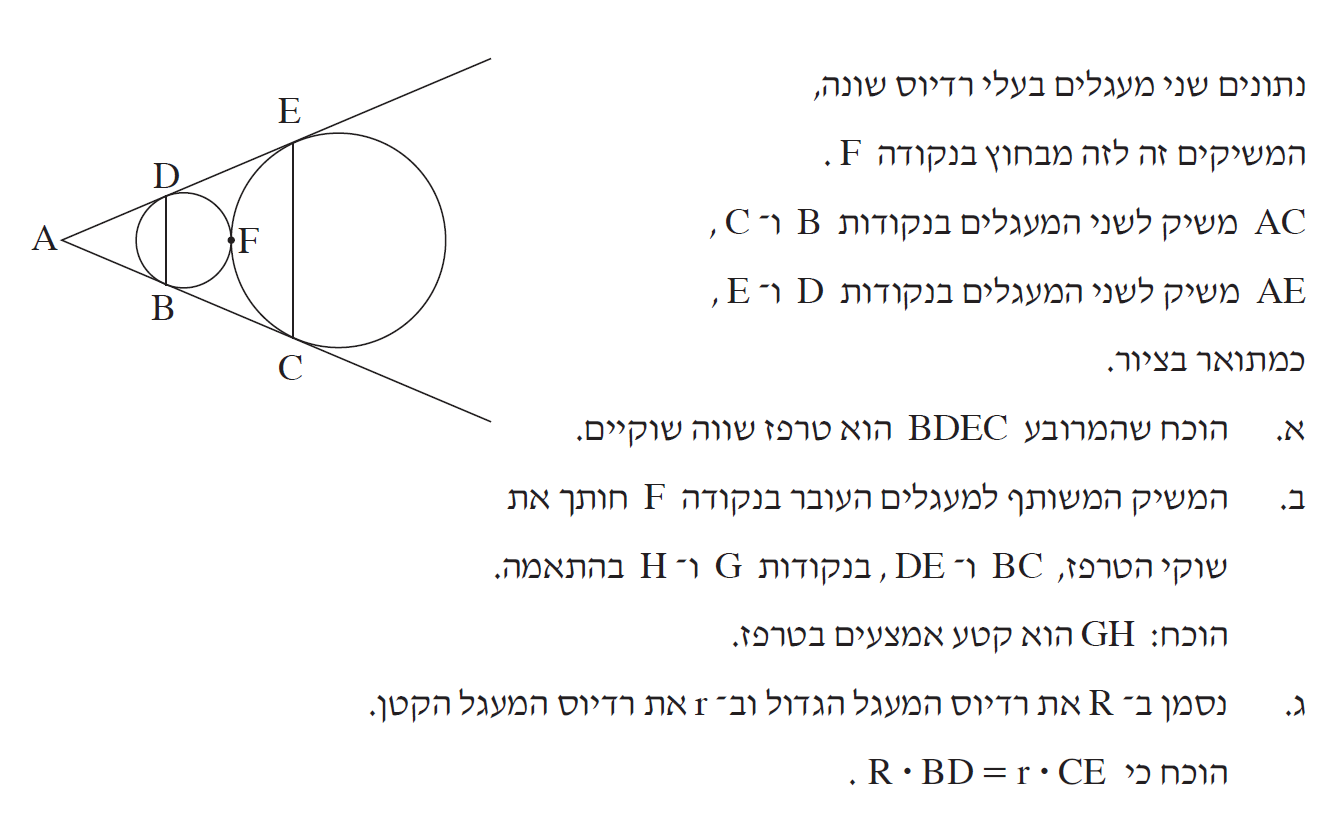 נתונים שני מעגלים בעלי רדיוס שונה,
המשיקים זה לזה מבחוץ בנקודה F .
AC משיק לשני המעגלים בנקודות B ו־ C ,
AE משיק לשני המעגלים בנקודות D ו־ E ,
כמתואר בציור.
א. הוכח שהמרובע BDEC הוא טרפז שווה שוקיים.
ב. המשיק המשותף למעגלים העובר בנקודה F חותך את
שוקי הטרפז, BC ו־ DE , בנקודות G ו־ H בהתאמה.
הוכח: GH הוא קטע אמצעים בטרפז.
ג. נסמן ב־ R את רדיוס המעגל הגדול וב־ r את רדיוס המעגל הקטן.
הוכח כי R · BD = r · CE .
E
D
A
F
B
C